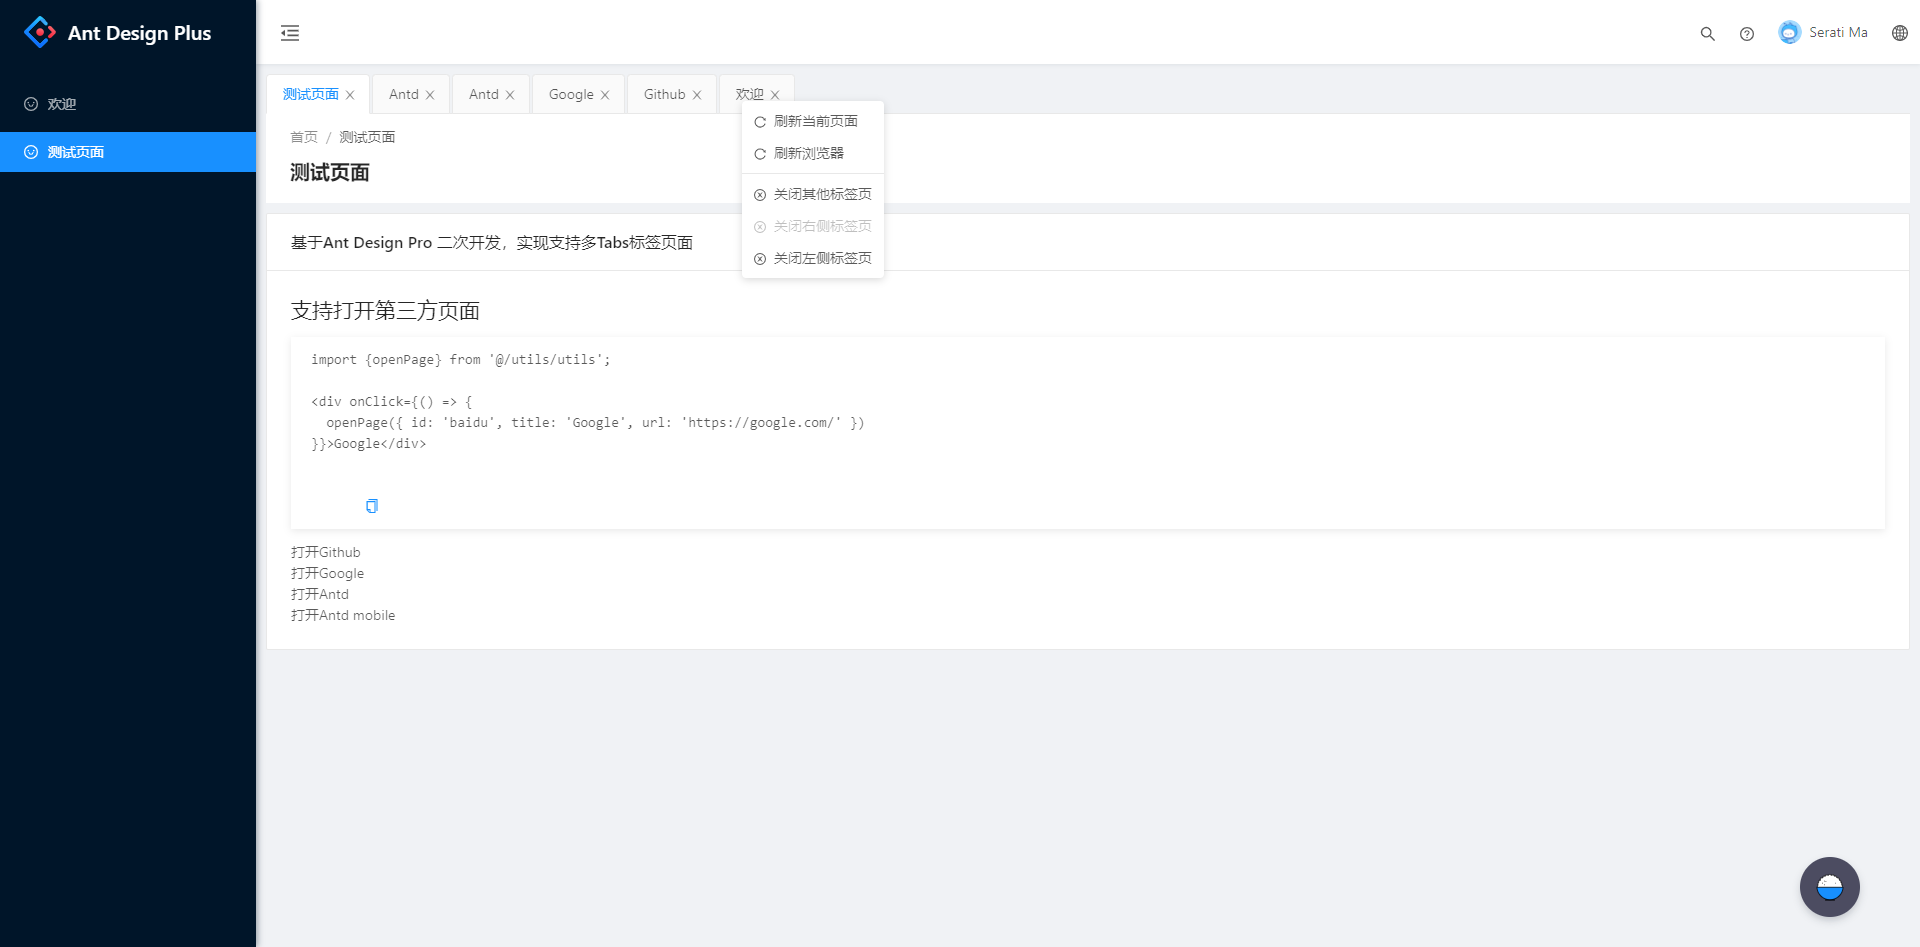 Ant Design Plus
Serati Ma
欢迎
测试页面
测试页面
Antd
Antd
Google
Github
欢迎
刷新当前页面
刷新浏览器
关闭其他标签页
关闭右侧标签页
关闭左侧标签页
首页 / 测试页面
测试页面
基于Ant Design Pro 二次开发，实现支持多Tabs标签页面
支持打开第三方页面
import {openPage} from '@/utils/utils';
<div onClick={() => {
  openPage({ id: 'baidu', title: 'Google', url: 'https://google.com/' })
}}>Google</div>
打开Github
打开Google
打开Antd
打开Antd mobile